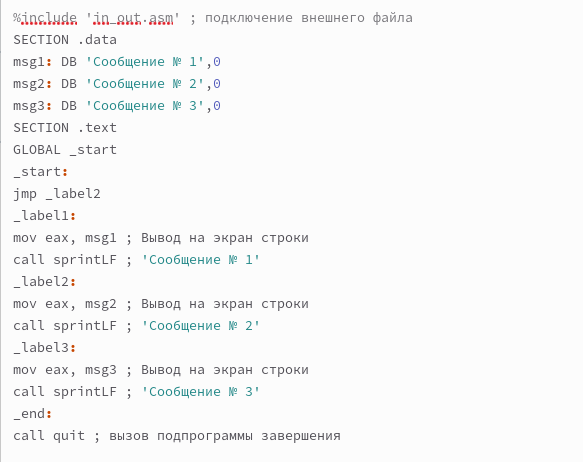 %include 'in_out.asm' ; подключение внешнего файла
SECTION .data
msg1: DB 'Сообщение № 1',0
msg2: DB 'Сообщение № 2',0
msg3: DB 'Сообщение № 3',0
SECTION .text
GLOBAL _start
_start:
jmp _label2
_label1:
mov eax, msg1 ; Вывод на экран строки
call sprintLF ; 'Сообщение № 1'
_label2:
mov eax, msg2 ; Вывод на экран строки
call sprintLF ; 'Сообщение № 2'
_label3:
mov eax, msg3 ; Вывод на экран строки
call sprintLF ; 'Сообщение № 3'
_end:
call quit ; вызов подпрограммы завершения